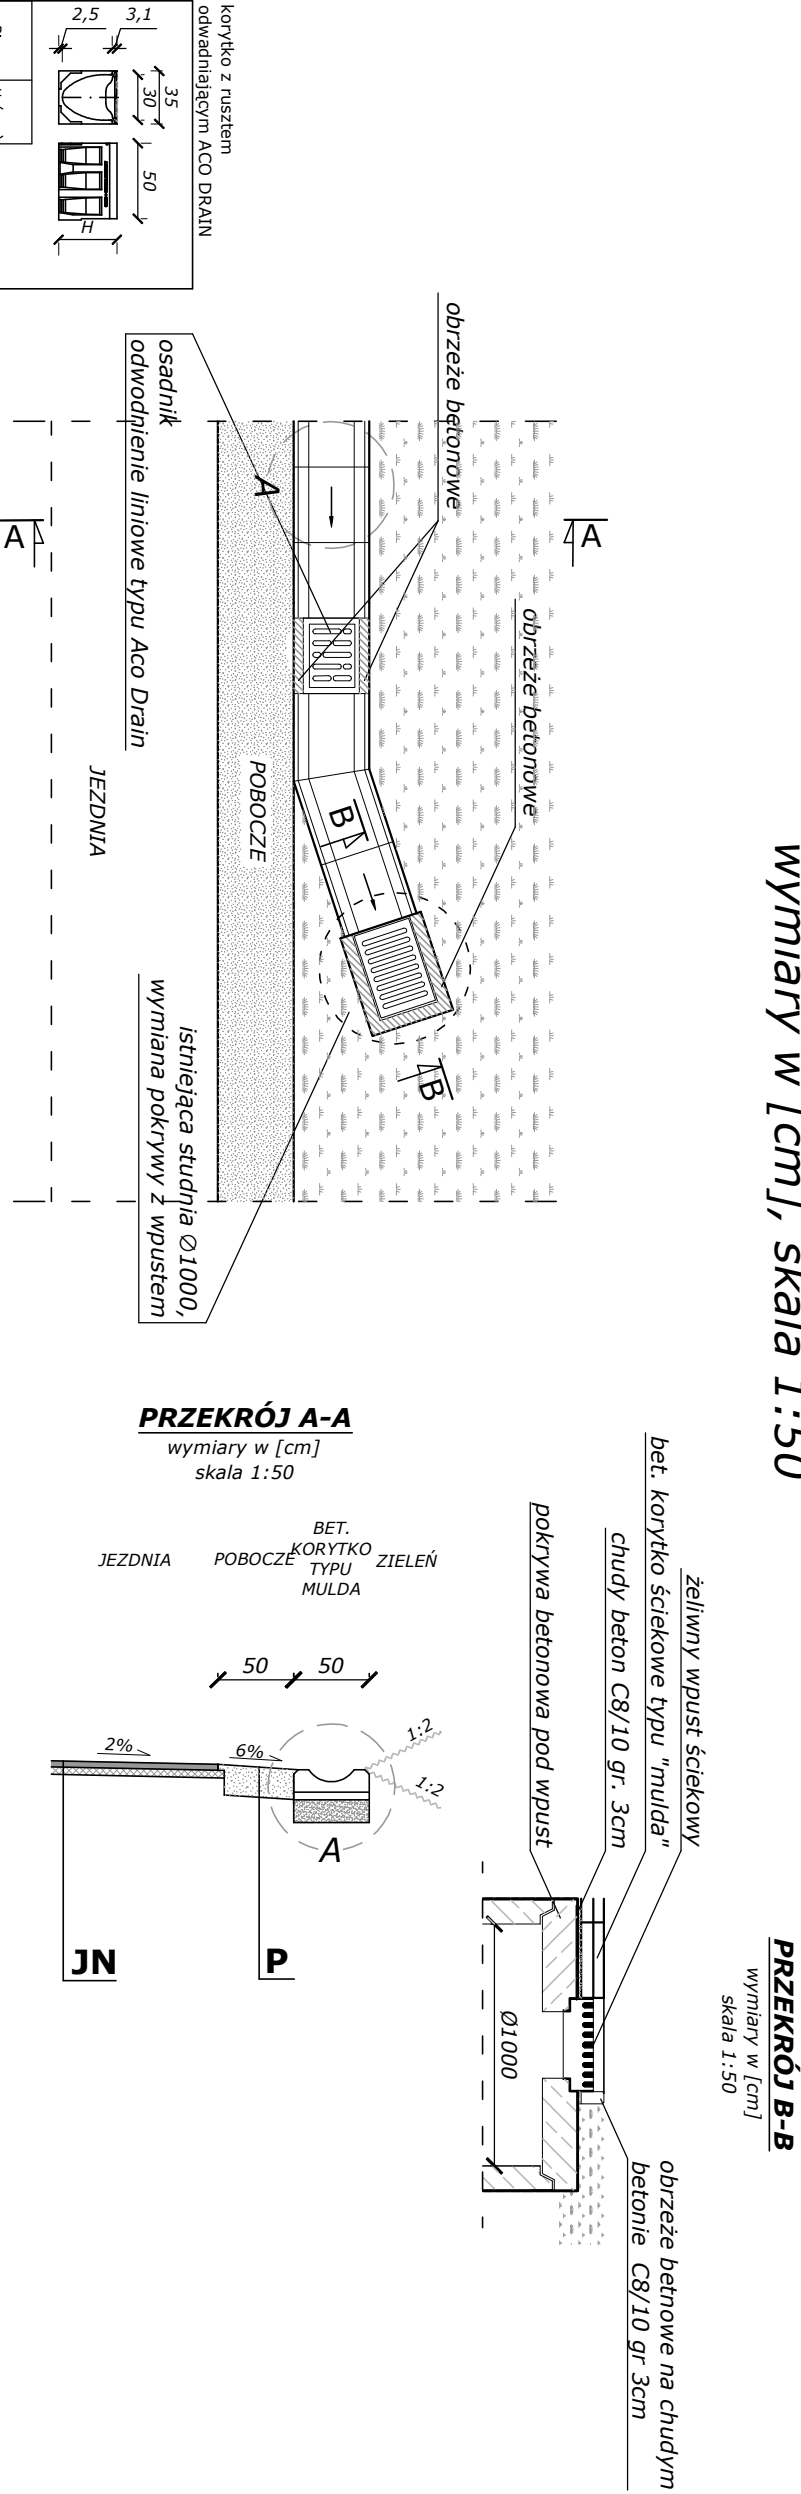 wymiary w [cm], skala 1:50
korytko z rusztem
odwadniającym ACO DRAIN
2,5
3,1
30
35
50
H
obrzeże betonowe
obrzeże betonowe
osadnik
odwodnienie liniowe typu Aco Drain
A
A
A
B
B
POBOCZE
JEZDNIA
istniejąca studnia Ø1000,
wymiana pokrywy z wpustem
PRZEKRÓJ A-A
wymiary w [cm]
skala 1:50
JEZDNIA
POBOCZE
BET.
KORYTKO
TYPU
MULDA
ZIELEŃ
50
50
2%
6%
1:2
1:2
A
JN
P
PRZEKRÓJ B-B
wymiary w [cm]
skala 1:50
żeliwny wpust ściekowy
bet. korytko ściekowe typu "mulda"
chudy beton C8/10 gr. 3cm
pokrywa betonowa pod wpust
Ø1000
obrzeże betnowe na chudym
betonie C8/10 gr 3cm